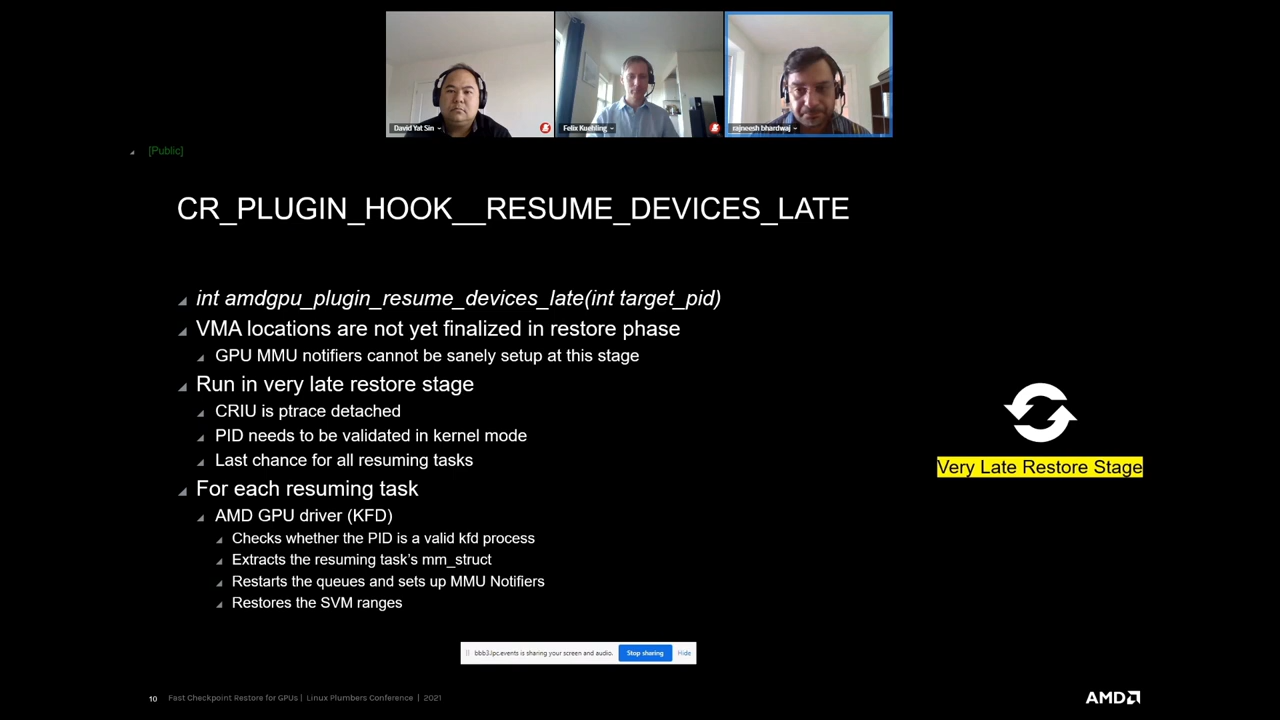 David Yat Sin
Felix Kuehling
rajneesh bhardwaj
[Public]
CR_PLUGIN_HOOK__RESUME_DEVICES_LATE
int amdgpu_plugin_resume_devices_late(int target_pid)
VMA locations are not yet finalized in restore phase
GPU MMU notifiers cannot be sanely setup at this stage
Run in very late restore stage
CRIU is ptrace detached
PID needs to be validated in kernel mode
Last chance for all resuming tasks
For each resuming task
AMD GPU driver (KFD)
Checks whether the PID is a valid kfd process
Extracts the resuming task's mm_struct
Restarts the queues and sets up MMU Notifiers
Restores the SVM ranges
Very Late Restore Stage
bbb3.lpc.events is sharing your screen and audio. Stop sharing Hide
10 Fast Checkpoint Restore for GPUs | Linux Plumbers Conference | 2021
AMD